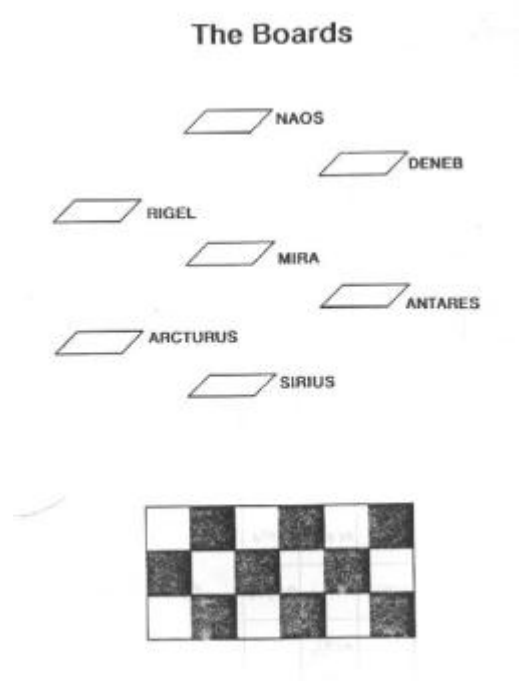 The Boards
NAOS
DENEB
RIGEL
MIRA
ANTARES
ARCTURUS
SIRIUS